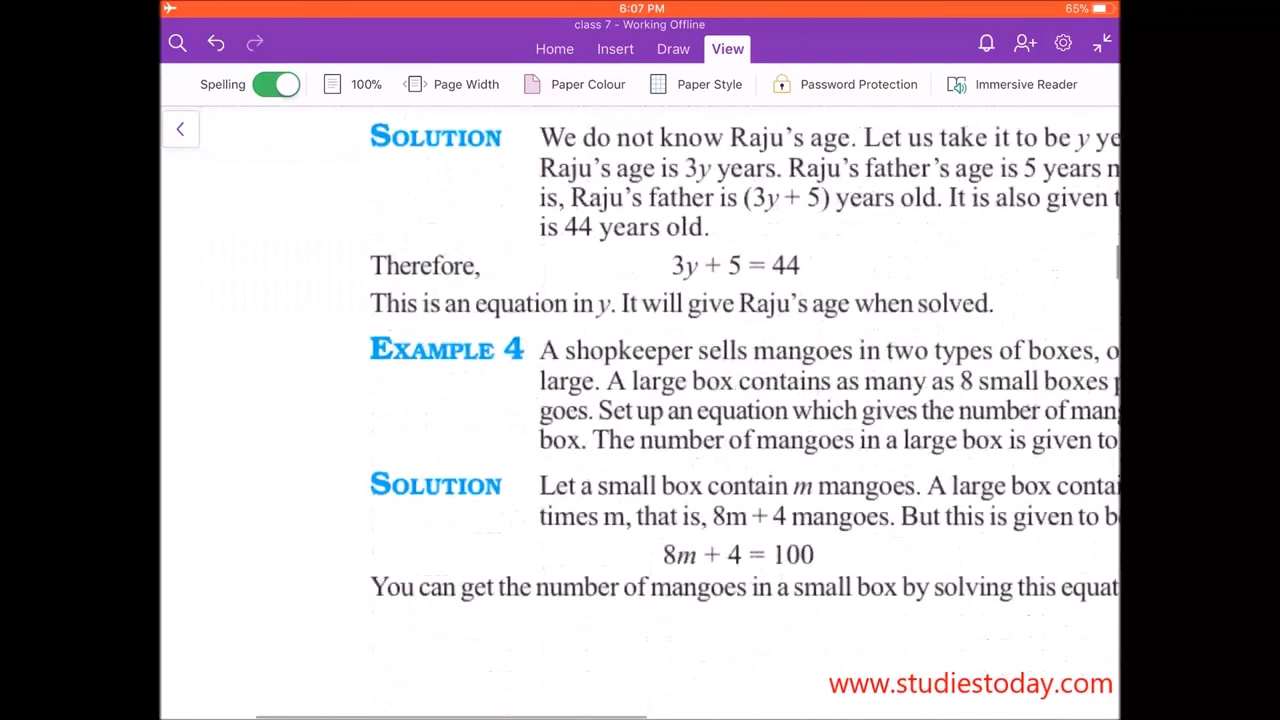 6:07 PM
65%
class 7 - Working Offline
Home Insert Draw View
Spelling 100% Page Width Paper Colour Paper Style Password Protection Immersive Reader
SOLUTION We do not know Raju's age. Let us take it to be y ye
Raju's age is 3y years. Raju's father's age is 5 years
is, Raju's father is (3y + 5) years old. It is also given
is 44 years old.
Therefore, 3y + 5 = 44
This is an equation in y. It will give Raju's age when solved.
EXAMPLE 4 A shopkeeper sells mangoes in two types of boxes, o
large. A large box contains as many as 8 small boxes
goes. Set up an equation which gives the number of man
box. The number of mangoes in a large box is given to
SOLUTION Let a small box contain m mangoes. A large box contai
times m, that is, 8m + 4 mangoes. But this is given to b
8m + 4 = 100
You can get the number of mangoes in a small box by solving this equat
www.studiestoday.com